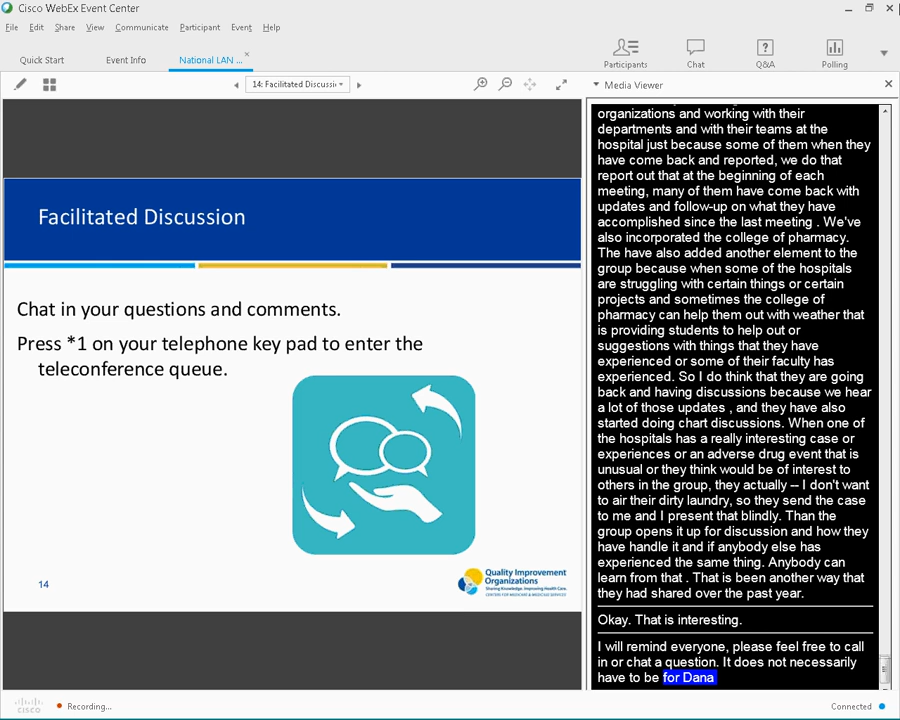 Cisco WebEx Event Center
File Edit Share View Communicate Participant Event Help
Quick Start Event Info National LAN ...
Participants Chat Q&A Polling
14: Facilitated Discussi
Media Viewer
Facilitated Discussion
Chat in your questions and comments.
Press *1 on your telephone key pad to enter the
teleconference queue.
14
Quality Improvement
Organizations
Sharing Knowledge. Improving Health Care.
CENTERS FOR MEDICARE & MEDICAID SERVICES
organizations and working with their
departments and with their teams at the
hospital just because some of them when they
have come back and reported, we do that
report out that at the beginning of each
meeting, many of them have come back with
updates and follow-up on what they have
accomplished since the last meeting . We've
also incorporated the college of pharmacy.
The have also added another element to the
group because when some of the hospitals
are struggling with certain things or certain
projects and sometimes the college of
pharmacy can help them out with weather that
is providing students to help out or
suggestions with things that they have
experienced or some of their faculty has
experienced. So I do think that they are going
back and having discussions because we hear
a lot of those updates , and they have also
started doing chart discussions. When one of
the hospitals has a really interesting case or
experiences or an adverse drug event that is
unusual or they think would be of interest to
others in the group, they actually -- I don't want
to air their dirty laundry, so they send the case
to me and I present that blindly. Than the
group opens it up for discussion and how they
have handle it and if anybody else has
experienced the same thing. Anybody can
learn from that . That is been another way that
they had shared over the past year.
Okay. That is interesting.
I will remind everyone, please feel free to call
in or chat a question. It does not necessarily
have to be for Dana
cisco
Recording...
Connected